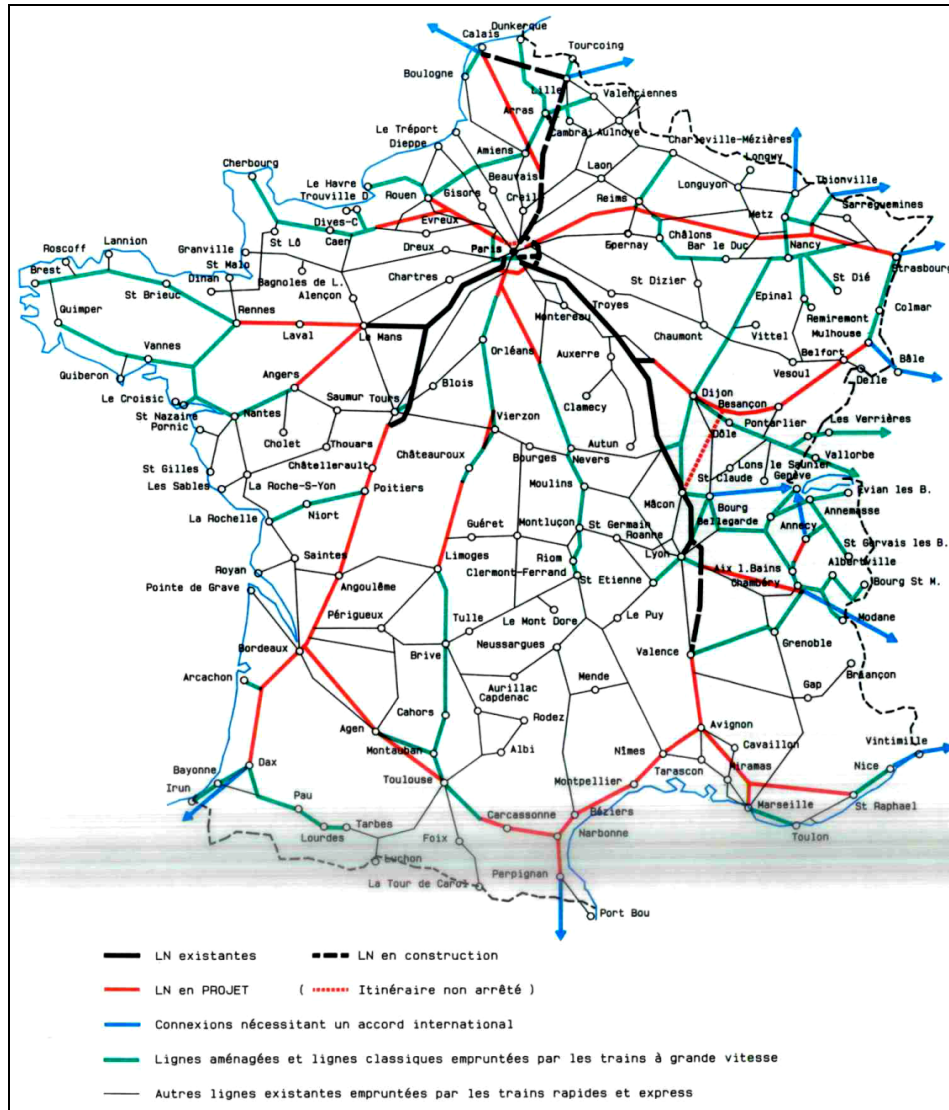 Dunkerque
Calais
Tourcoing
Boulogne
Lille
Valenciennes
Arras
Le Tréport
Cambrai
Aulnoye
Dieppe
Charleville-Mézières
Amiens
Longwy
Cherbourg
Beauvais
Laon
Thionville
Le Havre
Rouen
Gisors
Longuyon
Trouville D
Creil
Reims
Sarreguemines
Dives-C
Metz
Evreux
Châlons
St Lô
Caen
Roscoff
Lannion
Granville
Dreux
Paris
Epernay
Bar le Duc
Nancy
Strasbourg
St Malo
Brest
Dinan
Bagnoles de L.
Chartres
St Dizier
St Dié
St Brieuc
Alençon
Troyes
Epinal
Colmar
Quimper
Rennes
Montereau
Remiremont
Laval
Le Mans
Chaumont
Vittel
Mulhouse
Vannes
Orléans
Auxerre
Belfort
Quiberon
Angers
Vesoul
Delle
Bâle
Le Croisic
Saumur
Tours
Blois
Clamecy
Dijon
Besançon
St Nazaire
Nantes
Vierzon
Pontarlier
Les Verrières
Pornic
Cholet
Thouars
Autun
Dôle
Châteauroux
Bourges
Nevers
Lons le Saunier
Vallorbe
St Gilles
Châtellerault
St Claude
Genève
Les Sables
La Roche-S-Yon
Poitiers
Moulins
Mâcon
Bourg
Evian les B.
Niort
Bellegarde
Annemasse
La Rochelle
Guéret
Montluçon
St Germain
Roanne
Annecy
St Gervais les B.
Saintes
Limoges
Riom
Lyon
Aix l.Bains
Albertville
Royan
Angoulême
Clermont-Ferrand
St Etienne
Chambéry
Bourg St M.
Pointe de Grave
Périgueux
Tulle
Le Mont Dore
Le Puy
Modane
Bordeaux
Neussargues
Valence
Grenoble
Brive
Arcachon
Aurillac
Mende
Gap
Briançon
Capdenac
Cahors
Rodez
Agen
Avignon
Vintimille
Montauban
Albi
Nîmes
Cavaillon
Dax
Tarascon
Miramas
Nice
Bayonne
Toulouse
Montpellier
Irun
Pau
Marseille
St Raphael
Carcassonne
Béziers
Lourdes
Tarbes
Foix
Narbonne
Toulon
Luchon
Perpignan
La Tour de Carol
Port Bou
LN existantes
LN en construction
LN en PROJET
( Itinéraire non arrêté )
Connexions nécessitant un accord international
Lignes aménagées et lignes classiques empruntées par les trains à grande vitesse
Autres lignes existantes empruntées par les trains rapides et express